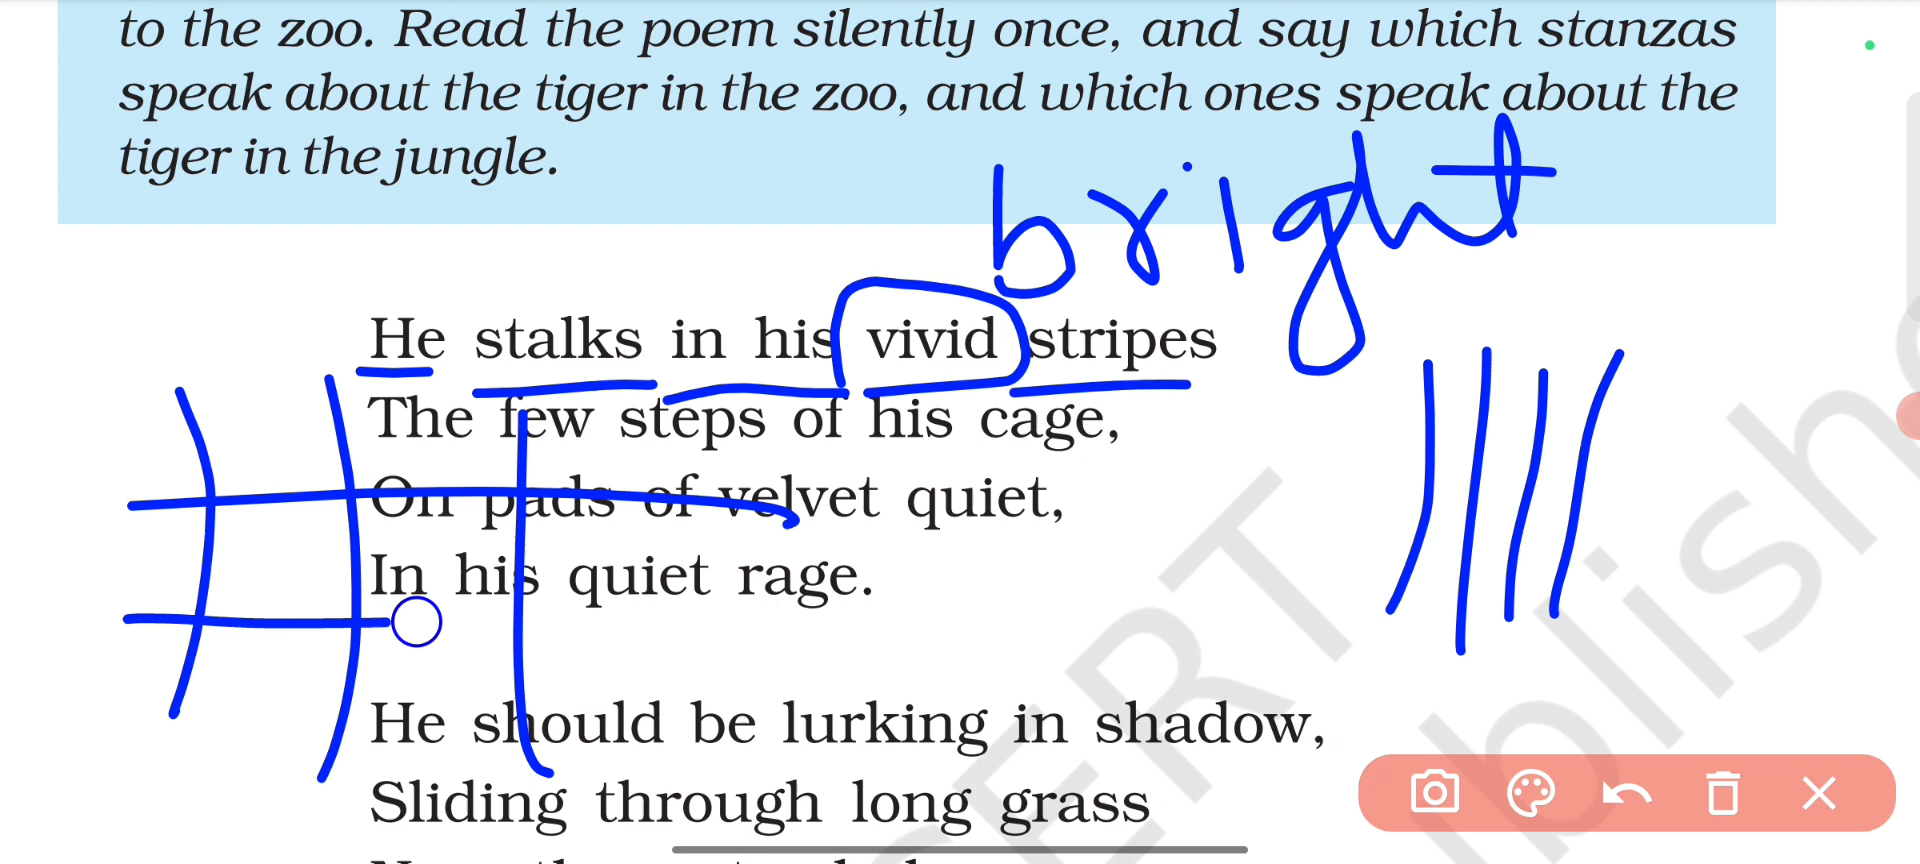 to the zoo. Read the poem silently once, and say which stanzas
speak about the tiger in the zoo, and which ones speak about the
tiger in the jungle.
bright
He stalks in his vivid stripes
The few steps of his cage,
On pads of velvet quiet,
In his quiet rage.
He should be lurking in shadow,
Sliding through long grass